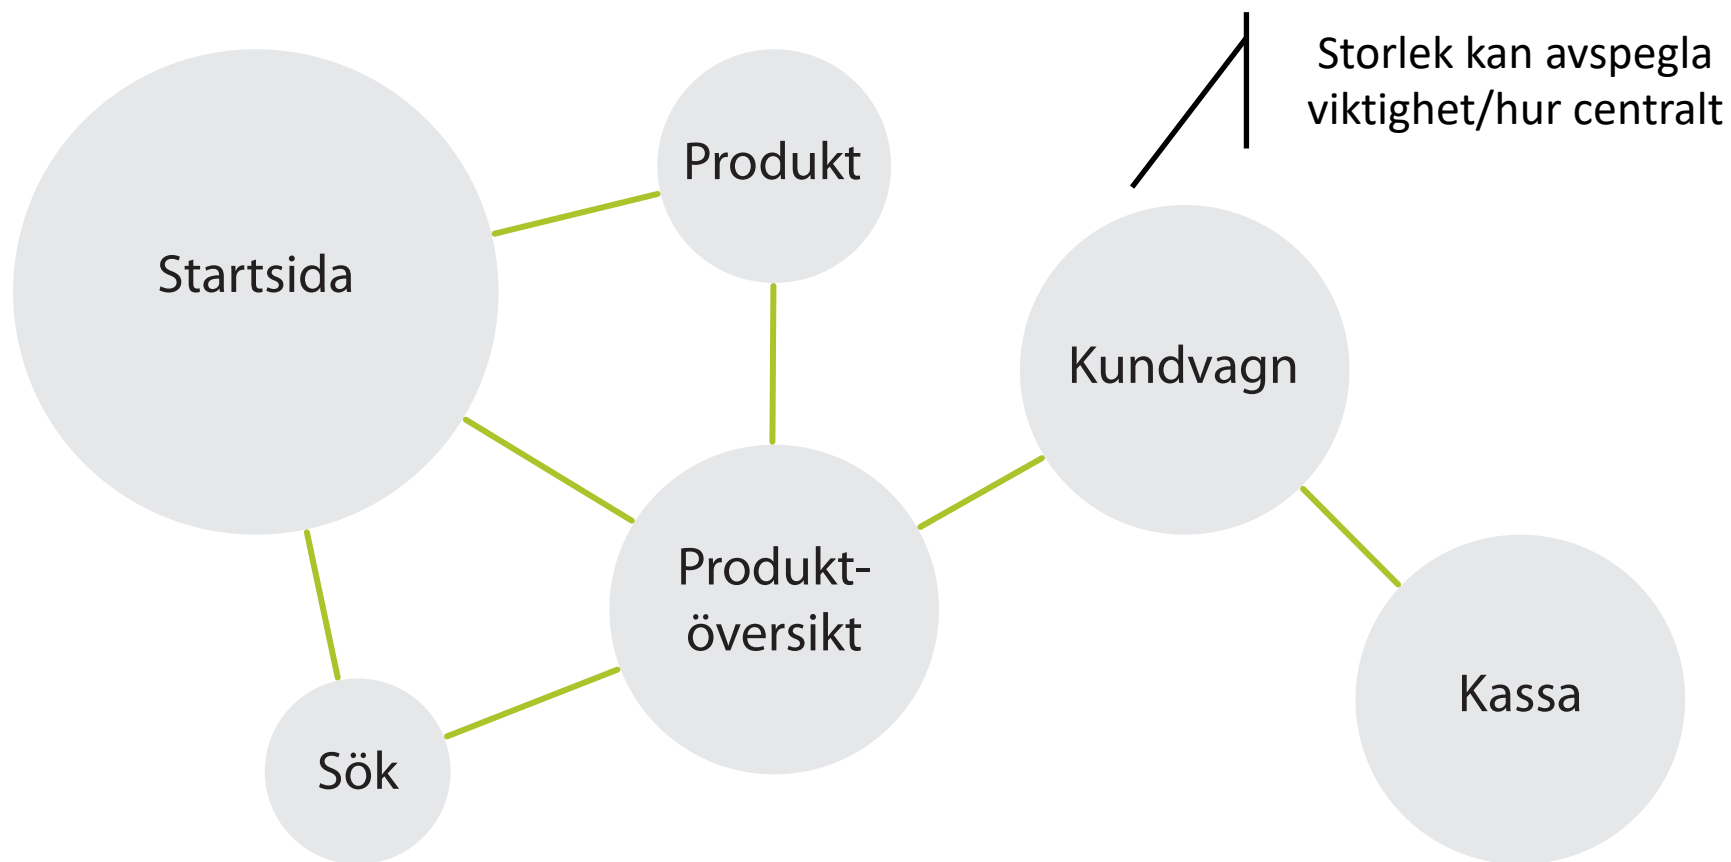 Storlek kan avspegla
viktighet/hur centralt
Produkt
Startsida
Kundvagn
Produkt-
översikt
Kassa
Sök